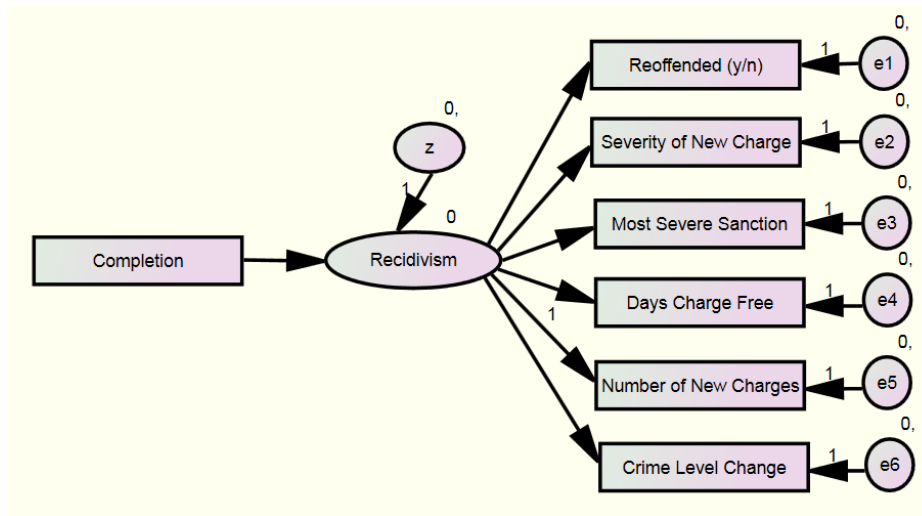 0,
Reoffended (y/n)
1
e1
0,
0,
z
Severity of New Charge
1
e2
1
0,
0
Most Severe Sanction
1
e3
Completion
Recidivism
0,
Days Charge Free
1
e4
1
0,
Number of New Charges
1
e5
0,
Crime Level Change
1
e6